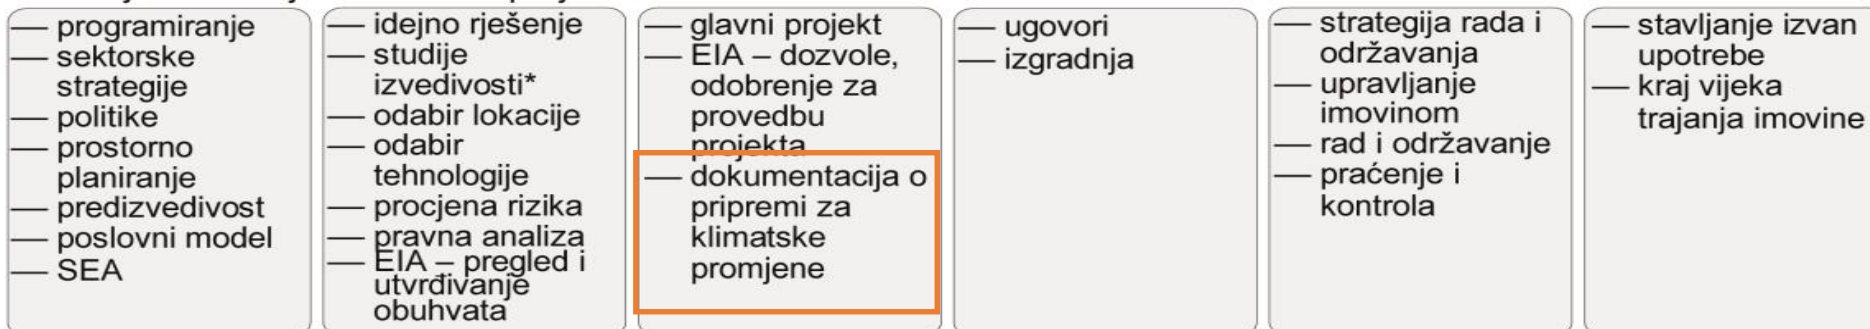 — programiranje
— sektorske
strategije
— politike
— prostorno
planiranje
— predizvedivost
— poslovni model
— SEA
— idejno rješenje
— studije
izvedivosti*
— odabir lokacije
— odabir
tehnologije
— procjena rizika
— pravna analiza
— EIA – pregled i
utvrđivanje
obuhvata
— glavni projekt
— EIA – dozvole,
odobrenje za
provedbu
projekta
— dokumentacija o
pripremi za
klimatske
promjene
— ugovori
— izgradnja
— strategija rada i
održavanja
— upravljanje
imovinom
— rad i održavanje
— praćenje i
kontrola
— stavljanje izvan
upotrebe
— kraj vijeka
trajanja imovine